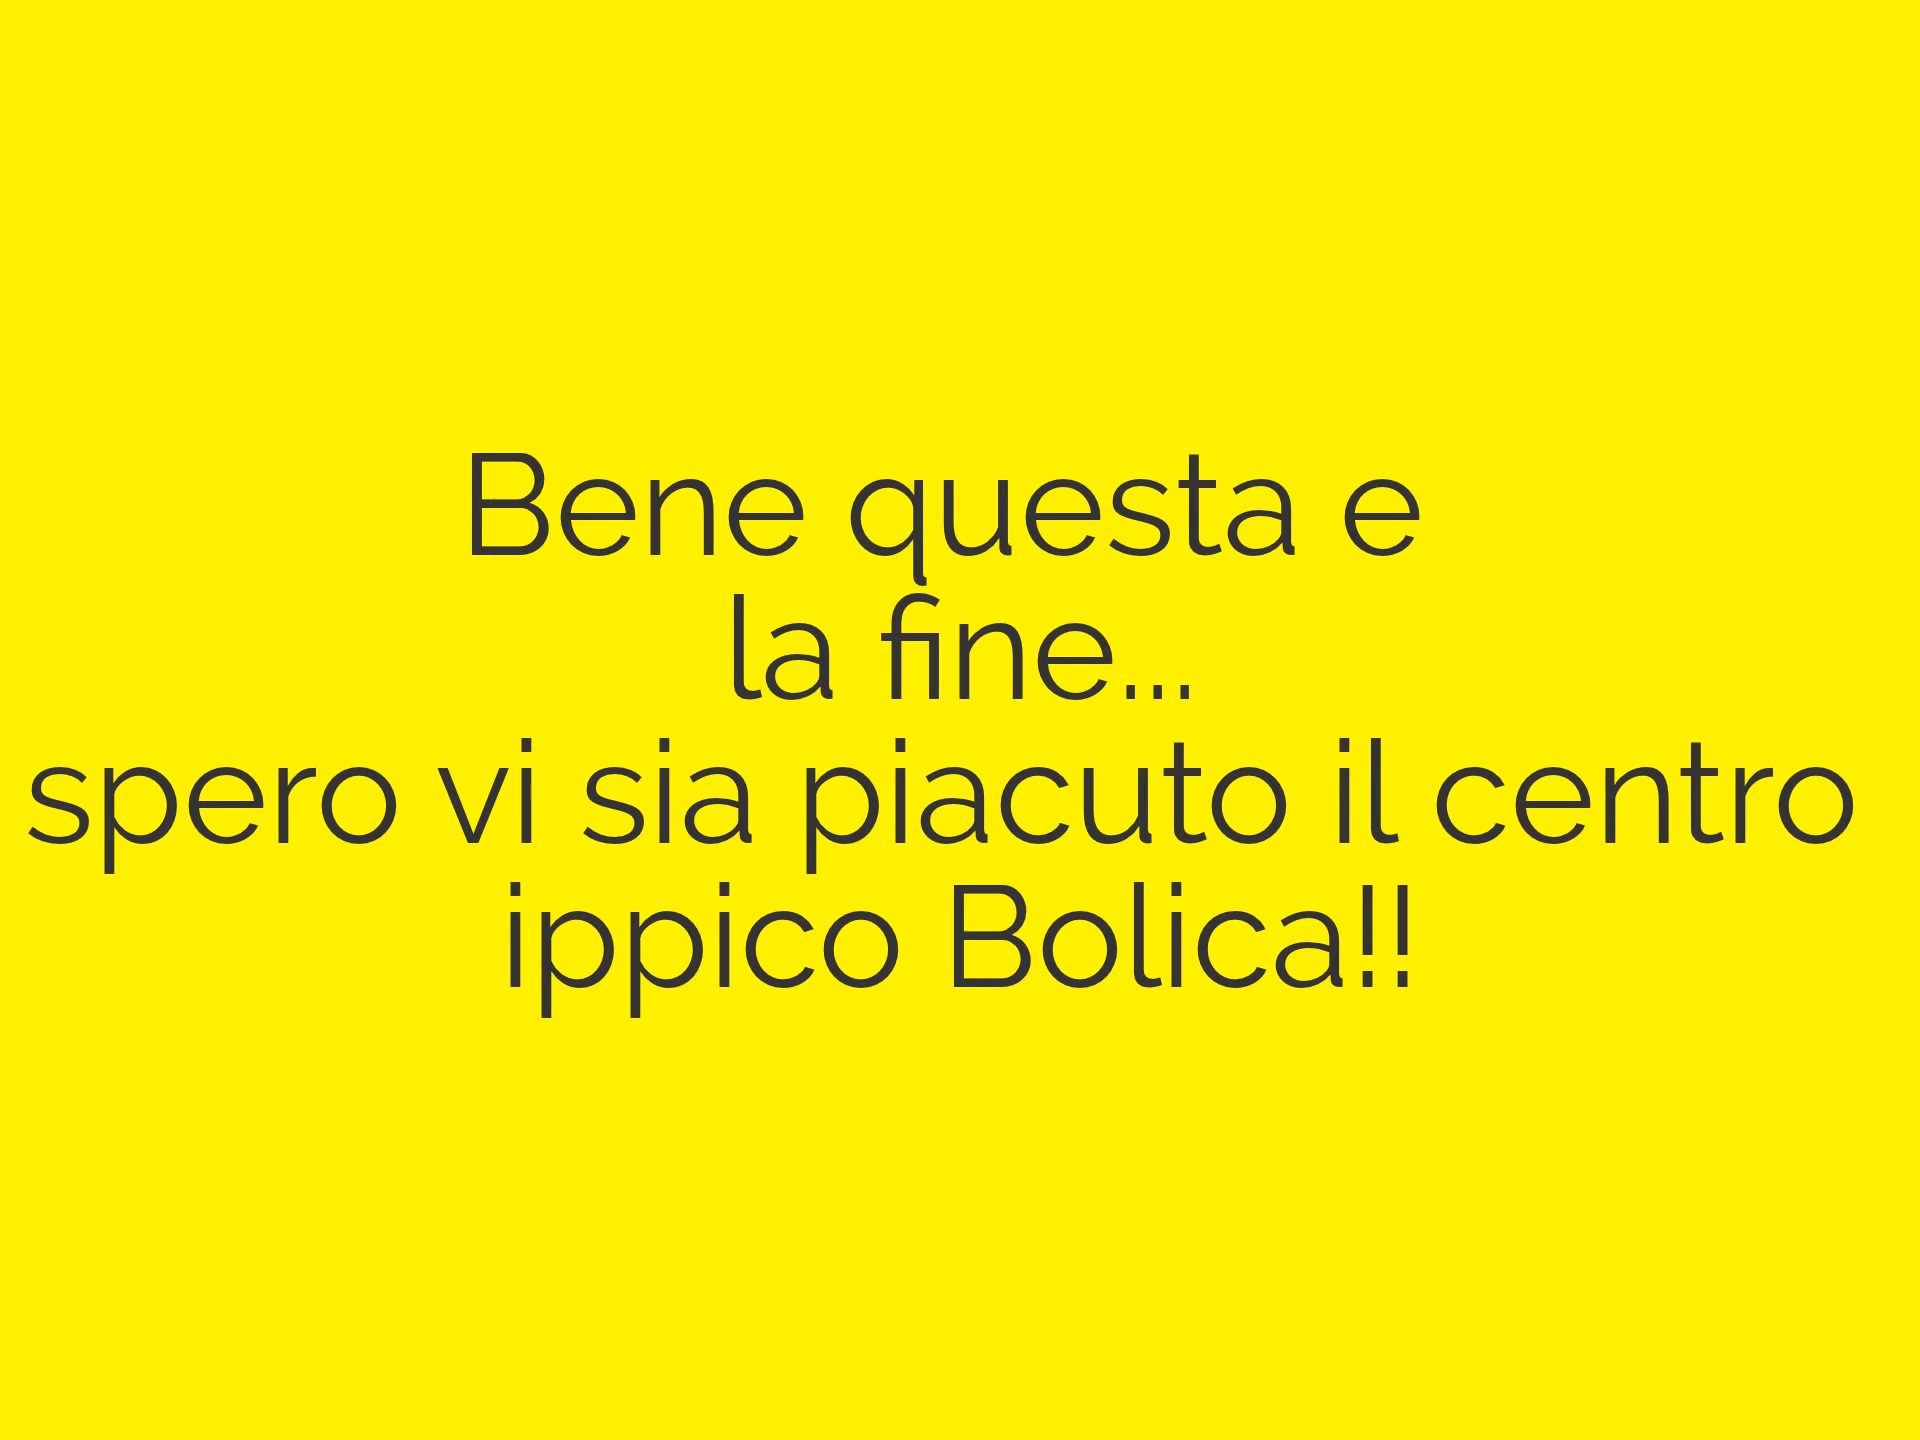 Bene questa e
la fine...
spero vi sia piacuto il centro
ippico Bolica!!